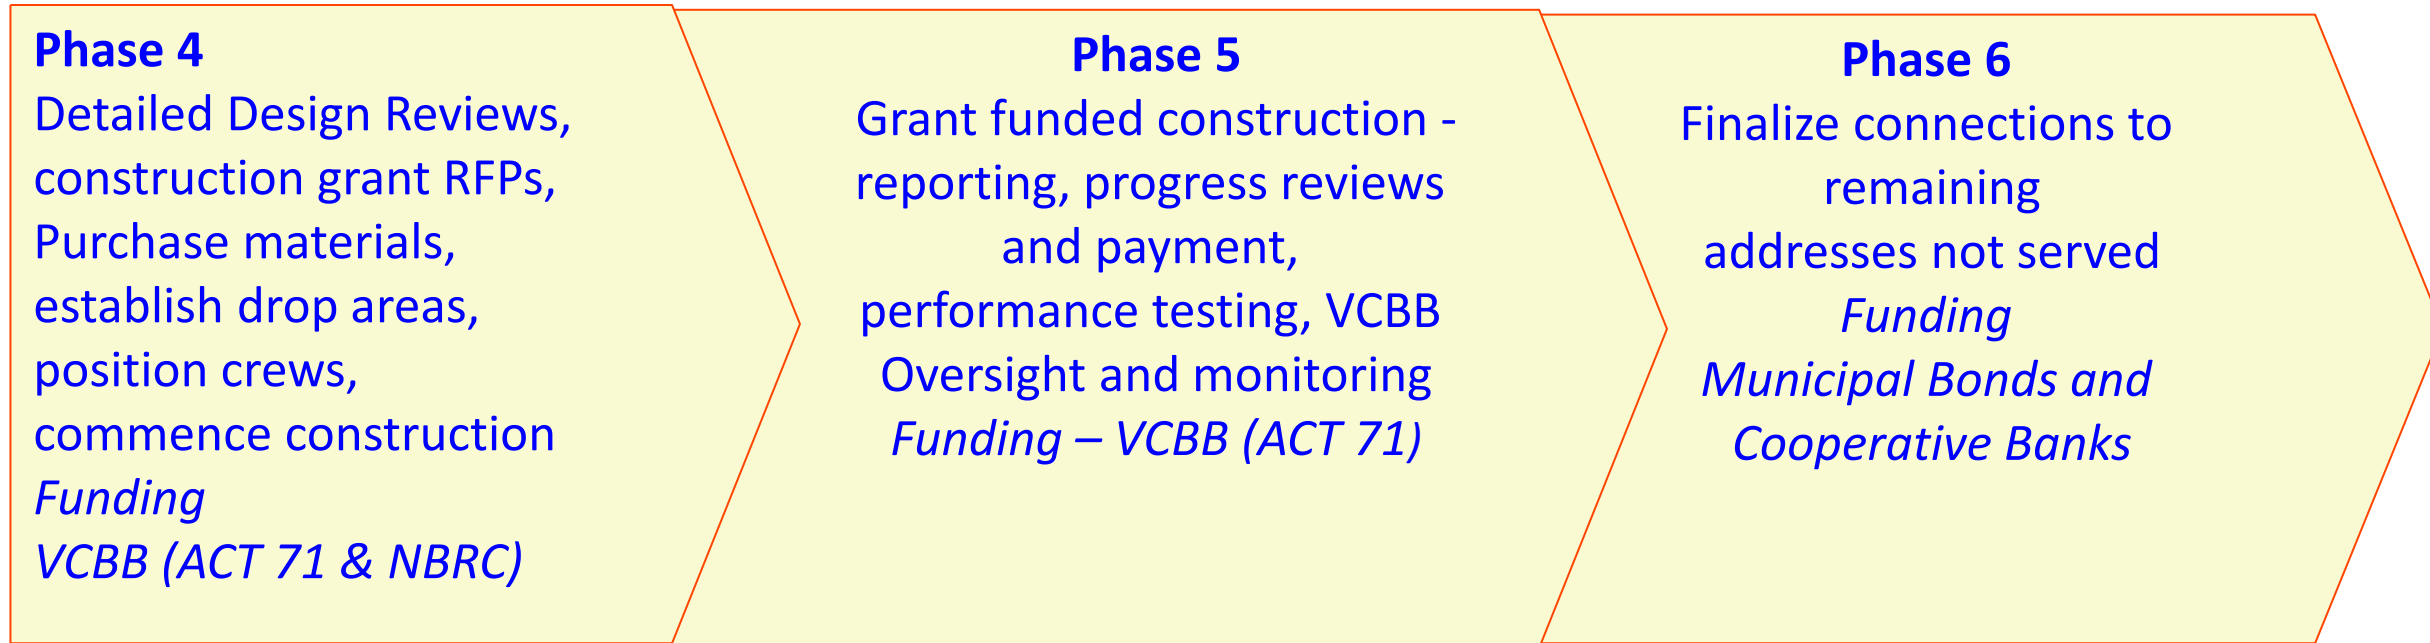 Phase 4
Detailed Design Reviews,
construction grant RFPs,
Purchase materials,
establish drop areas,
position crews,
commence construction
Funding
VCBB (ACT 71 & NBRC)
Phase 5
Grant funded construction -
reporting, progress reviews
and payment,
performance testing, VCBB
Oversight and monitoring
Funding – VCBB (ACT 71)
Phase 6
Finalize connections to
remaining
addresses not served
Funding
Municipal Bonds and
Cooperative Banks